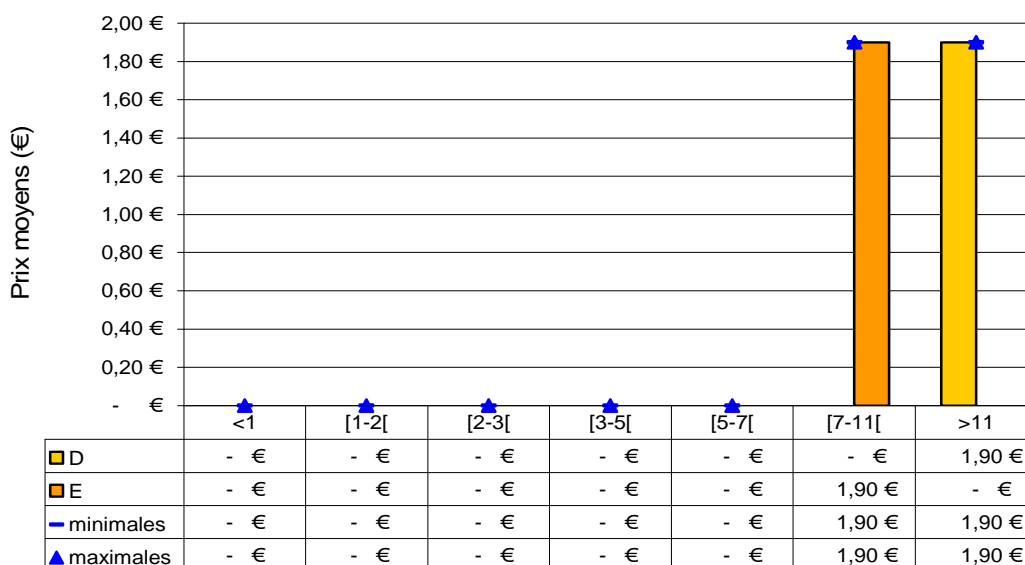 2,00 €
1,80 €
1,60 €
1,40 €
1,20 €
1,00 €
0,80 €
0,60 €
0,40 €
0,20 €
- €
Prix moyens (€)
<1 [1-2[ [2-3[ [3-5[ [5-7[ [7-11[ >11
D - € - € - € - € - € - € 1,90 €
E - € - € - € - € - € 1,90 € - €
minimales - € - € - € - € - € 1,90 € 1,90 €
maximales - € - € - € - € - € 1,90 € 1,90 €